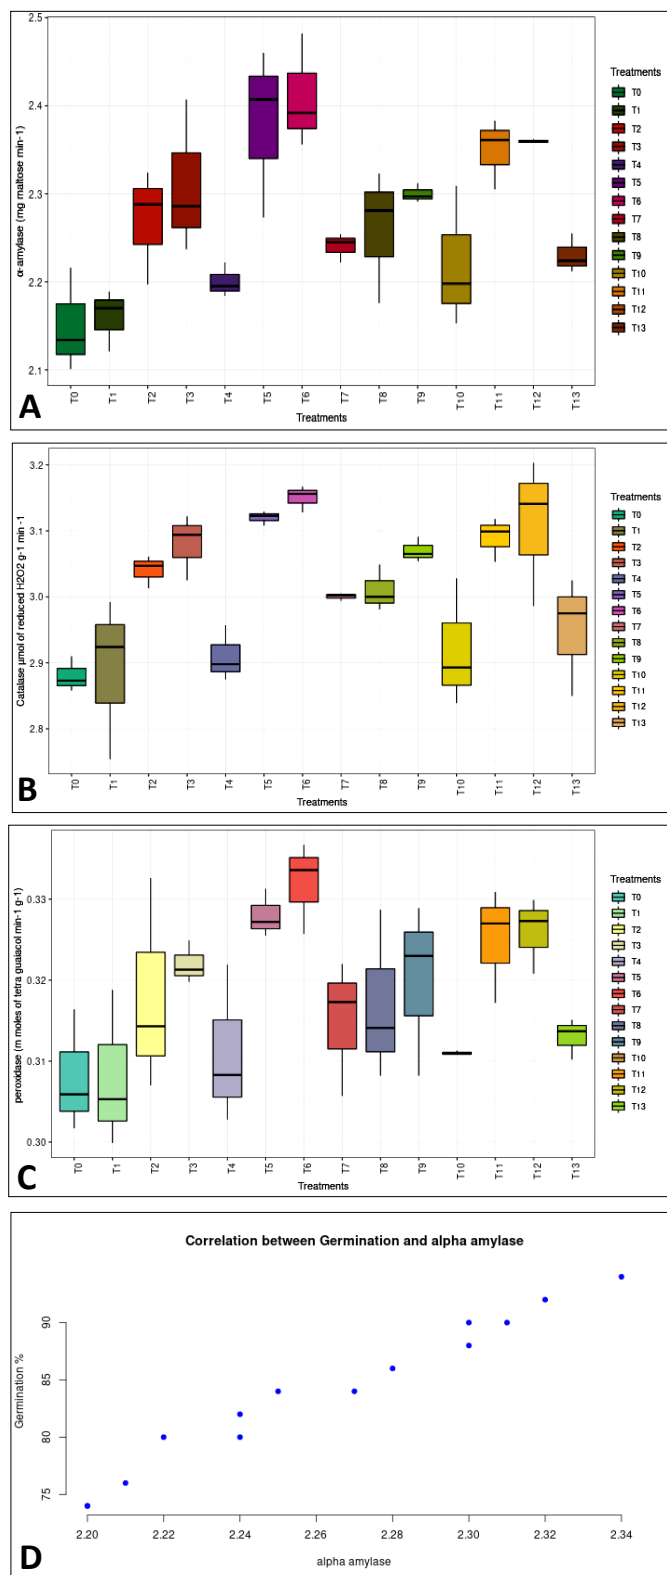 α-amylase (mg maltose min-1)
2.5
2.4
2.3
2.2
2.1
T0
T1
T2
T3
T4
T5
T6
T7
T8
T9
T10
T11
T12
T13
Treatments
Treatments
T0
T1
T2
T3
T4
T5
T6
T7
T8
T9
T10
T11
T12
T13
A
Catalase µmol of reduced H2O2 g-1 min -1
3.2
3.1
3.0
2.9
2.8
T0
T1
T2
T3
T4
T5
T6
T7
T8
T9
T10
T11
T12
T13
Treatments
Treatments
T0
T1
T2
T3
T4
T5
T6
T7
T8
T9
T10
T11
T12
T13
B
peroxidase (m moles of tetra guaiacol min-1 g-1)
0.33
0.32
0.31
0.30
T0
T1
T2
T3
T4
T5
T6
T7
T8
T9
T10
T11
T12
T13
Treatments
Treatments
T0
T1
T2
T3
T4
T5
T6
T7
T8
T9
T10
T11
T12
T13
C
Correlation between Germination and alpha amylase
Germination %
90
85
80
75
2.20 2.22 2.24 2.26 2.28 2.30 2.32 2.34
alpha amylase
D